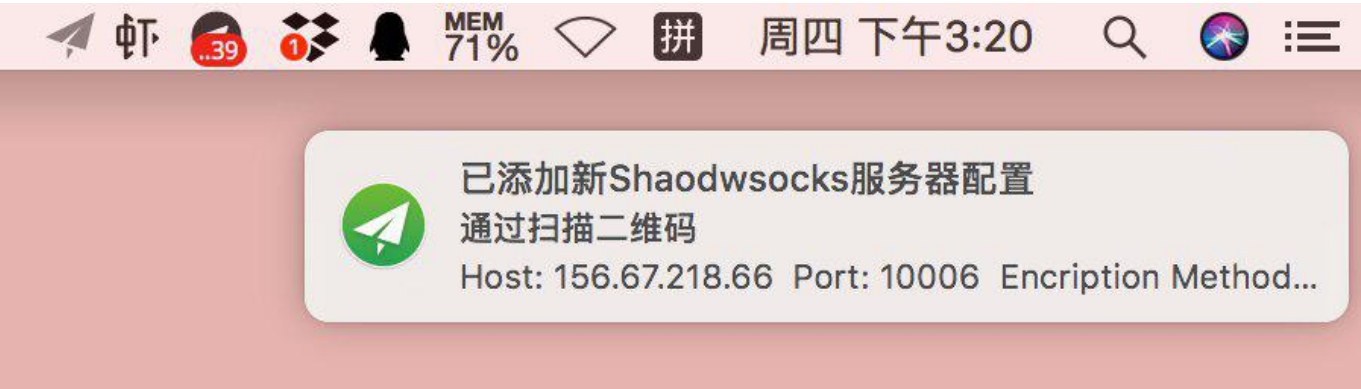 虾 ..39 1 MEM 71% 拼 周四 下午3:20
已添加新Shaodwsocks服务器配置
通过扫描二维码
Host: 156.67.218.66 Port: 10006 Encription Method...